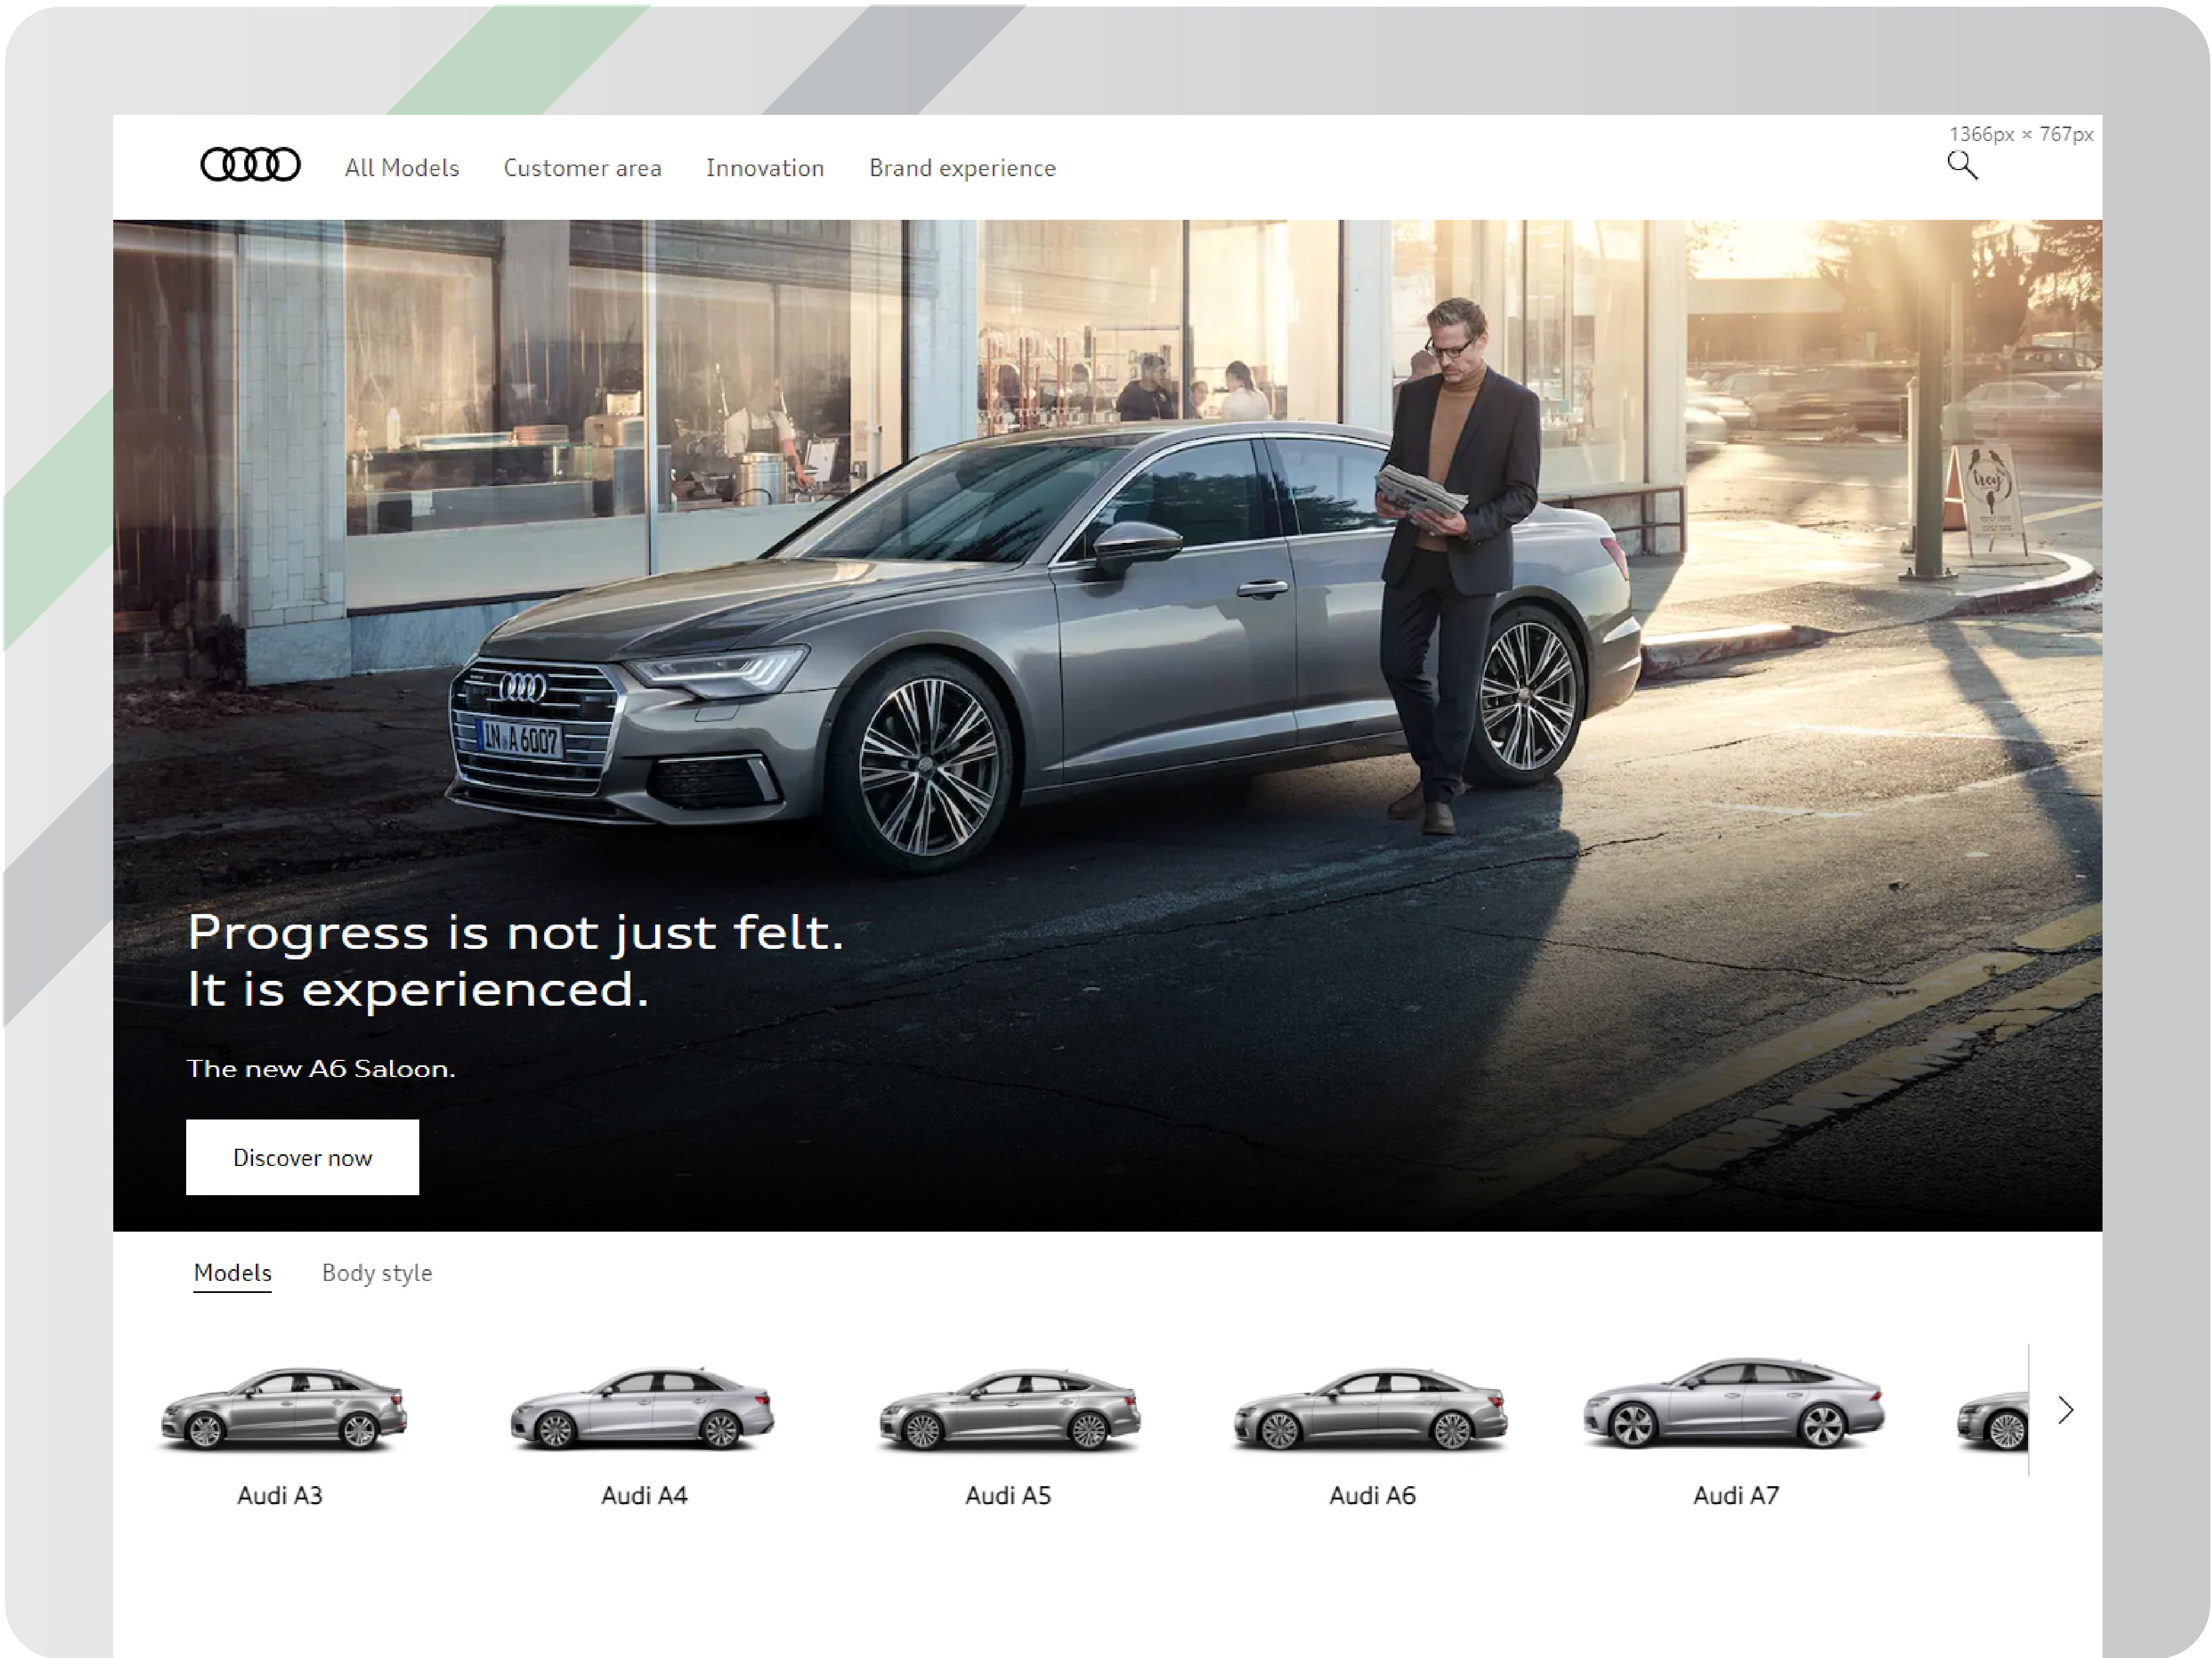 1366px × 767px
All Models Customer area Innovation Brand experience
trey
IN A 6007
Progress is not just felt.
It is experienced.
The new A6 Saloon.
Discover now
Models Body style
Audi A3 Audi A4 Audi A5 Audi A6 Audi A7